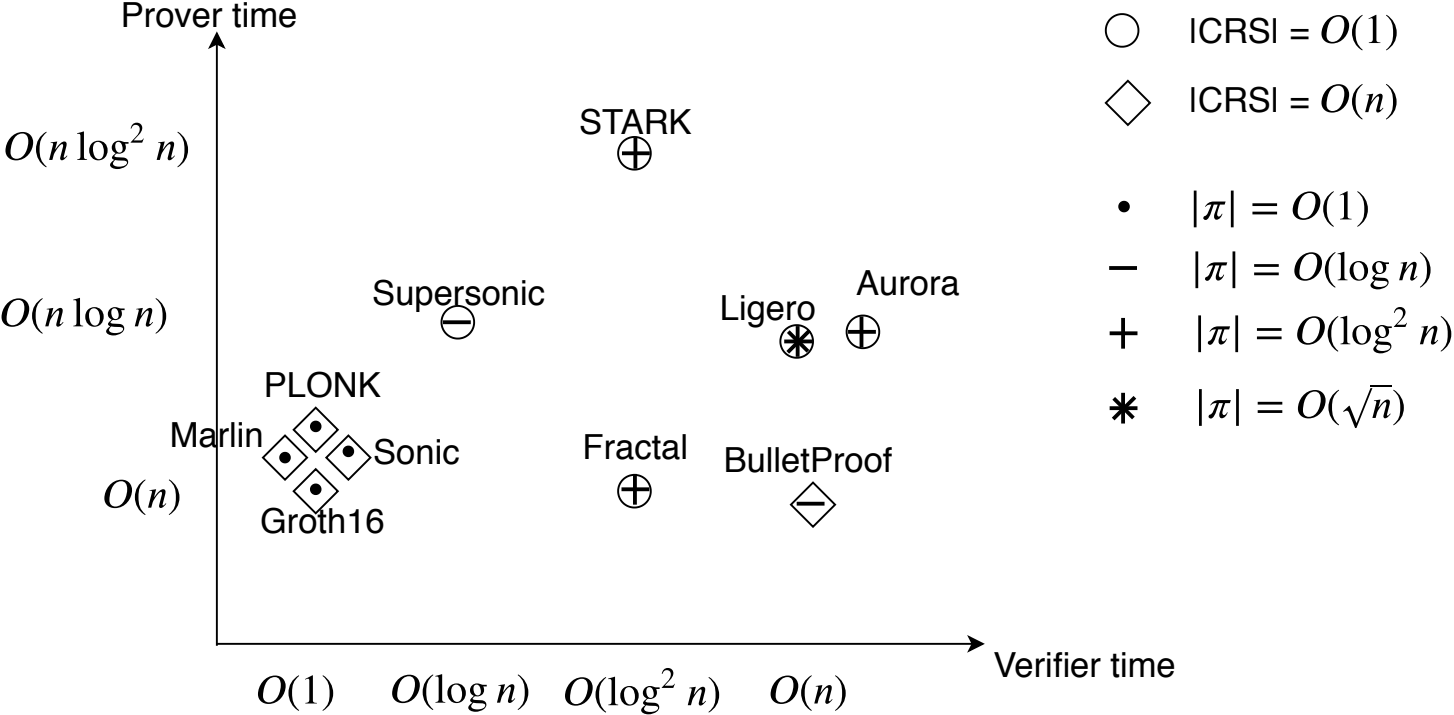 Prover time
|CRS| = O(1)
|CRS| = O(n)
STARK
O(n log² n)
|π| = O(1)
|π| = O(log n)
Supersonic
Aurora
Ligero
O(n log n)
|π| = O(log² n)
|π| = O(√n)
PLONK
Marlin
Sonic
Fractal
BulletProof
O(n)
Groth16
Verifier time
O(1)
O(log n)
O(log² n)
O(n)